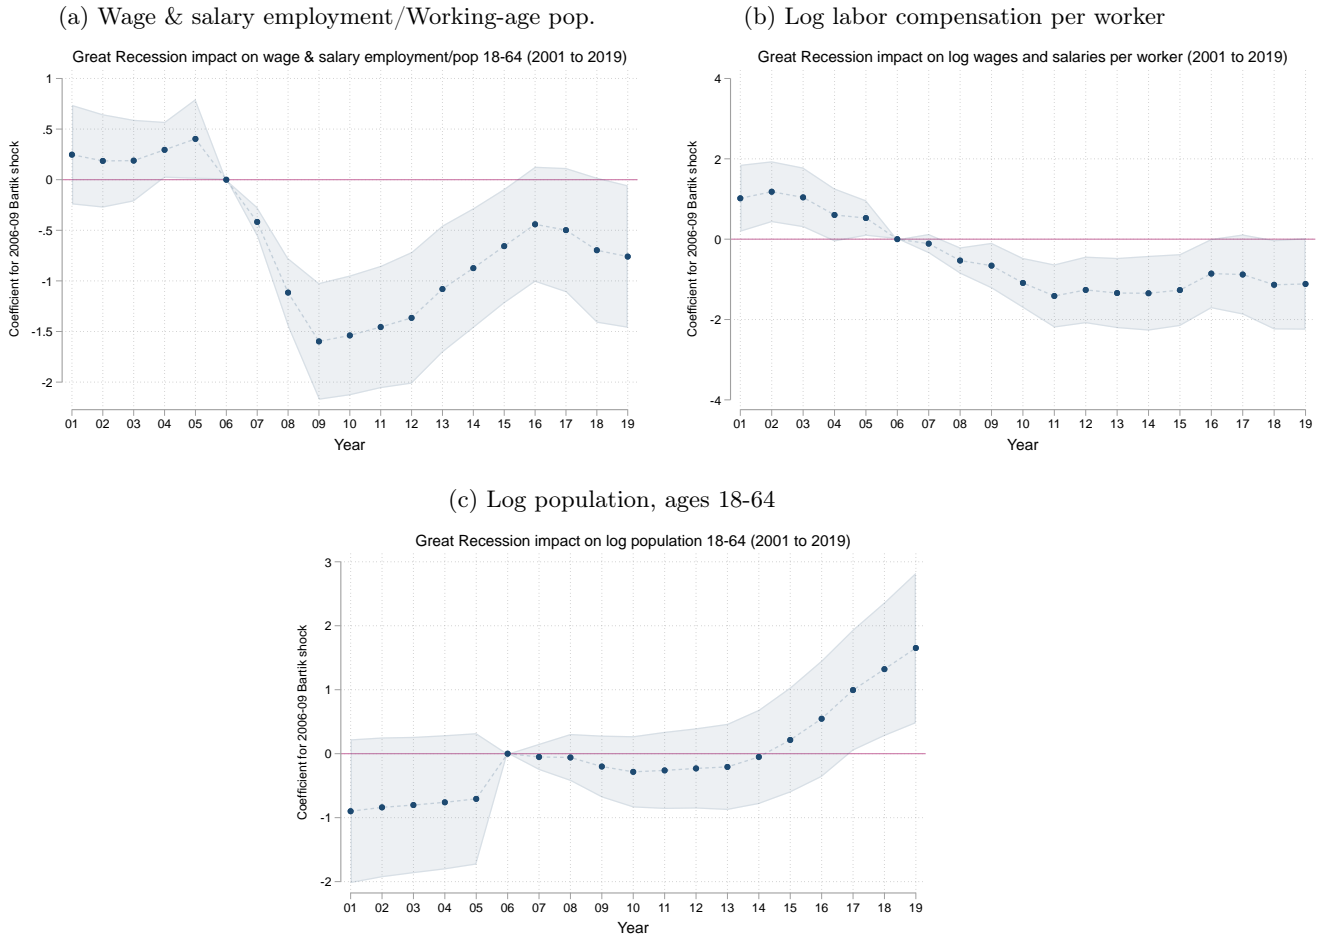 (a) Wage & salary employment/Working-age pop.
Great Recession impact on wage & salary employment/pop 18-64 (2001 to 2019)
Coefficient for 2006-09 Bartik shock
1
.5
0
-.5
-1
-1.5
-2
01 02 03 04 05 06 07 08 09 10 11 12 13 14 15 16 17 18 19
Year
(b) Log labor compensation per worker
Great Recession impact on log wages and salaries per worker (2001 to 2019)
Coefficient for 2006-09 Bartik shock
4
2
0
-2
-4
01 02 03 04 05 06 07 08 09 10 11 12 13 14 15 16 17 18 19
Year
(c) Log population, ages 18-64
Great Recession impact on log population 18-64 (2001 to 2019)
Coefficient for 2006-09 Bartik shock
3
2
1
0
-1
-2
01 02 03 04 05 06 07 08 09 10 11 12 13 14 15 16 17 18 19
Year